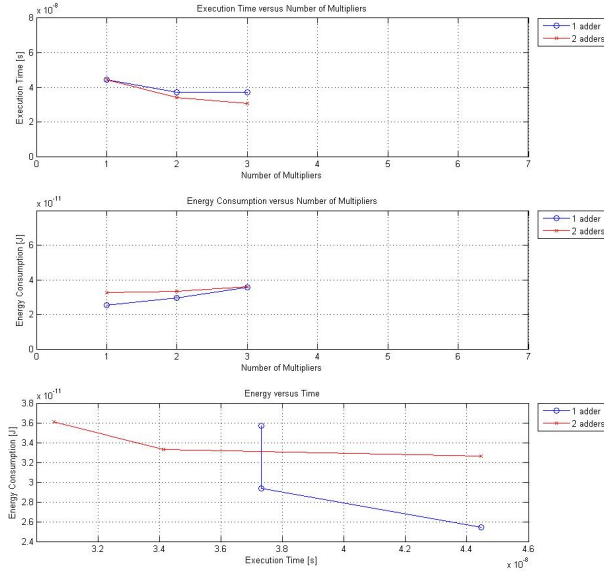 Execution Time versus Number of Multipliers
x 10^-8
8
6
4
2
0
0 1 2 3 4 5 6 7
Execution Time [s]
Number of Multipliers
1 adder
2 adders
Energy Consumption versus Number of Multipliers
x 10^-11
6
4
2
0
0 1 2 3 4 5 6 7
Energy Consumption [J]
Number of Multipliers
1 adder
2 adders
Energy versus Time
x 10^-11
3.8
3.6
3.4
3.2
3
2.8
2.6
2.4
3.2 3.4 3.6 3.8 4 4.2 4.4 4.6
Energy Consumption [J]
Execution Time [s]
x 10^-8
1 adder
2 adders